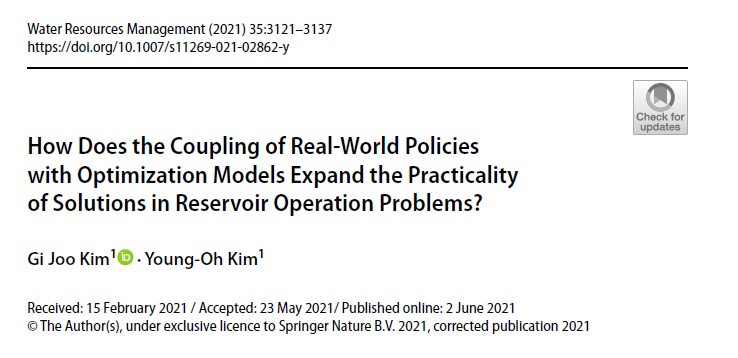 Water Resources Management (2021) 35:3121–3137
https://doi.org/10.1007/s11269-021-02862-y
Check for
updates
How Does the Coupling of Real-World Policies
with Optimization Models Expand the Practicality
of Solutions in Reservoir Operation Problems?
Gi Joo Kim¹ iD · Young-Oh Kim¹
Received: 15 February 2021 / Accepted: 23 May 2021/ Published online: 2 June 2021
© The Author(s), under exclusive licence to Springer Nature B.V. 2021, corrected publication 2021